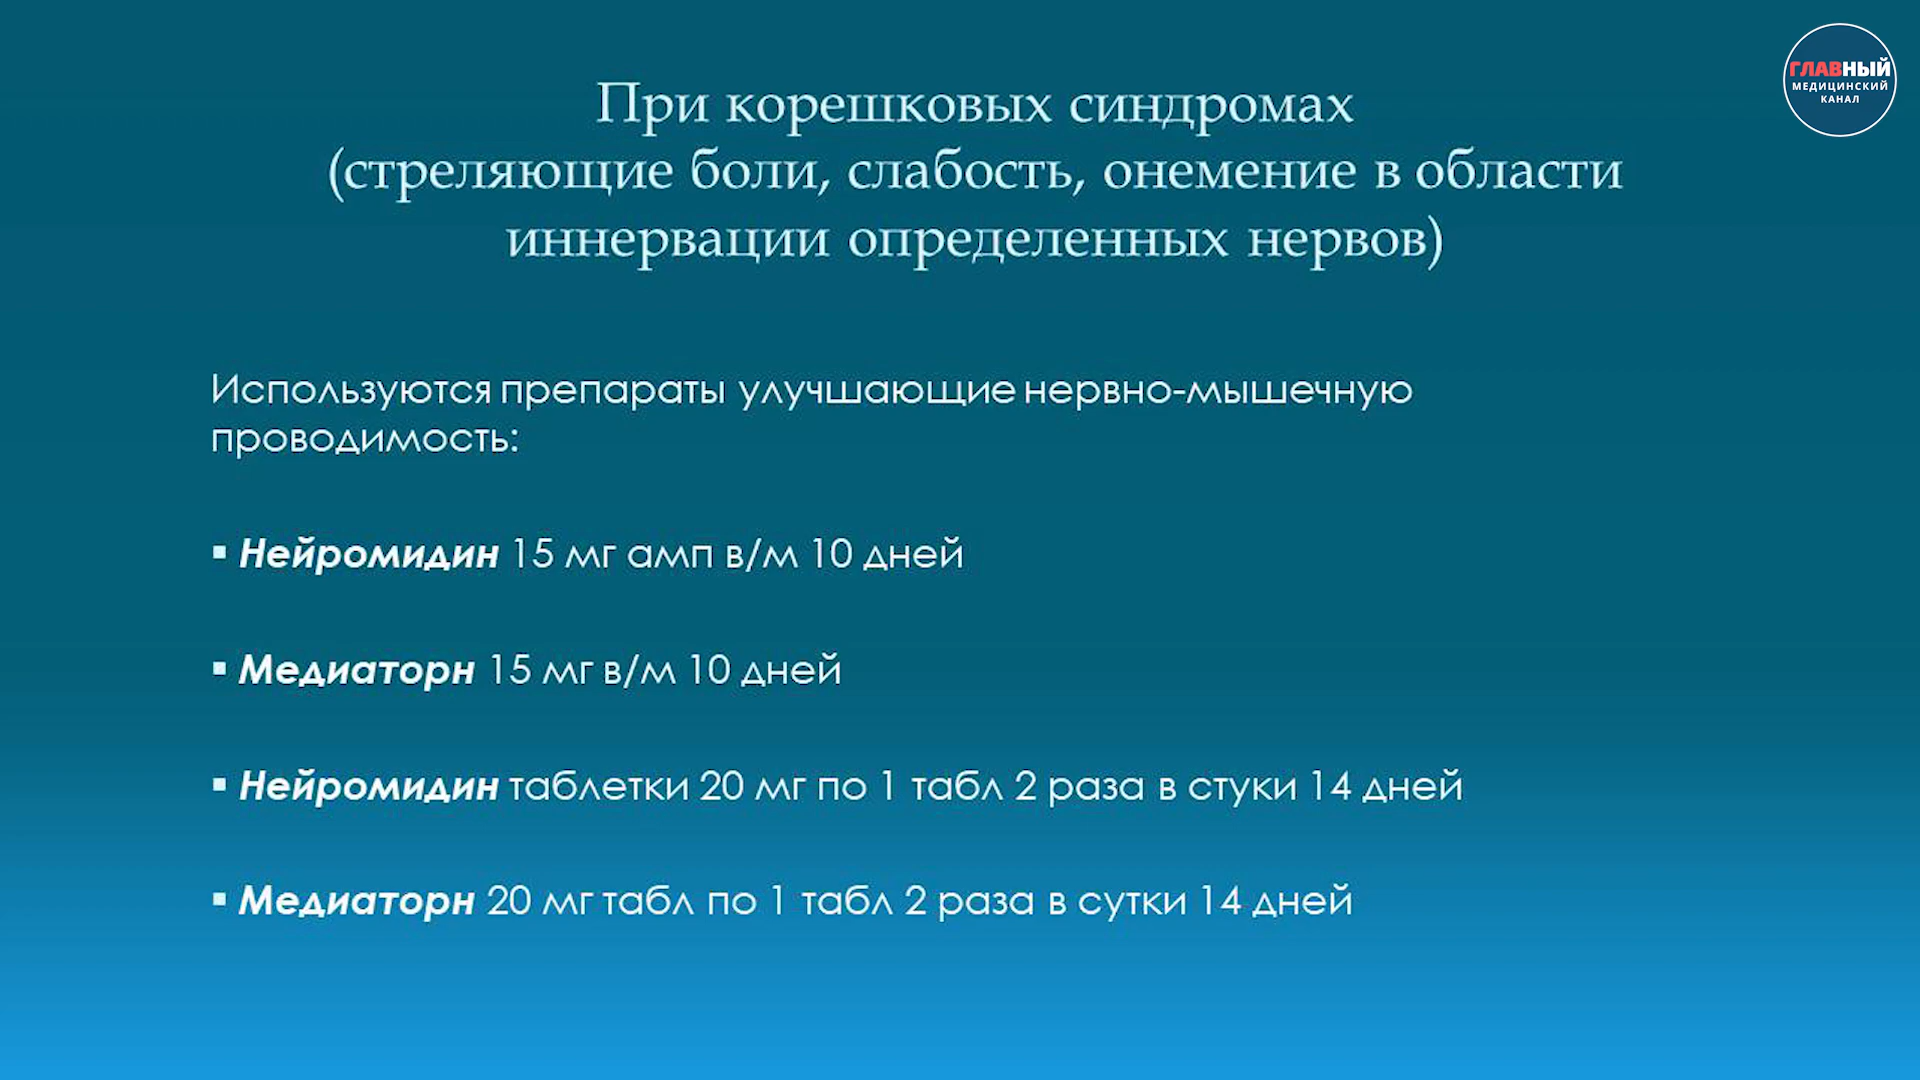 ГЛАВНЫЙ
МЕДИЦИНСКИЙ
КАНАЛ
При корешковых синдромах
(стреляющие боли, слабость, онемение в области
иннервации определенных нервов)
Используются препараты улучшающие нервно-мышечную
проводимость:
▪ Нейромидин 15 мг амп в/м 10 дней
▪ Медиаторн 15 мг в/м 10 дней
▪ Нейромидин таблетки 20 мг по 1 табл 2 раза в стуки 14 дней
▪ Медиаторн 20 мг табл по 1 табл 2 раза в сутки 14 дней